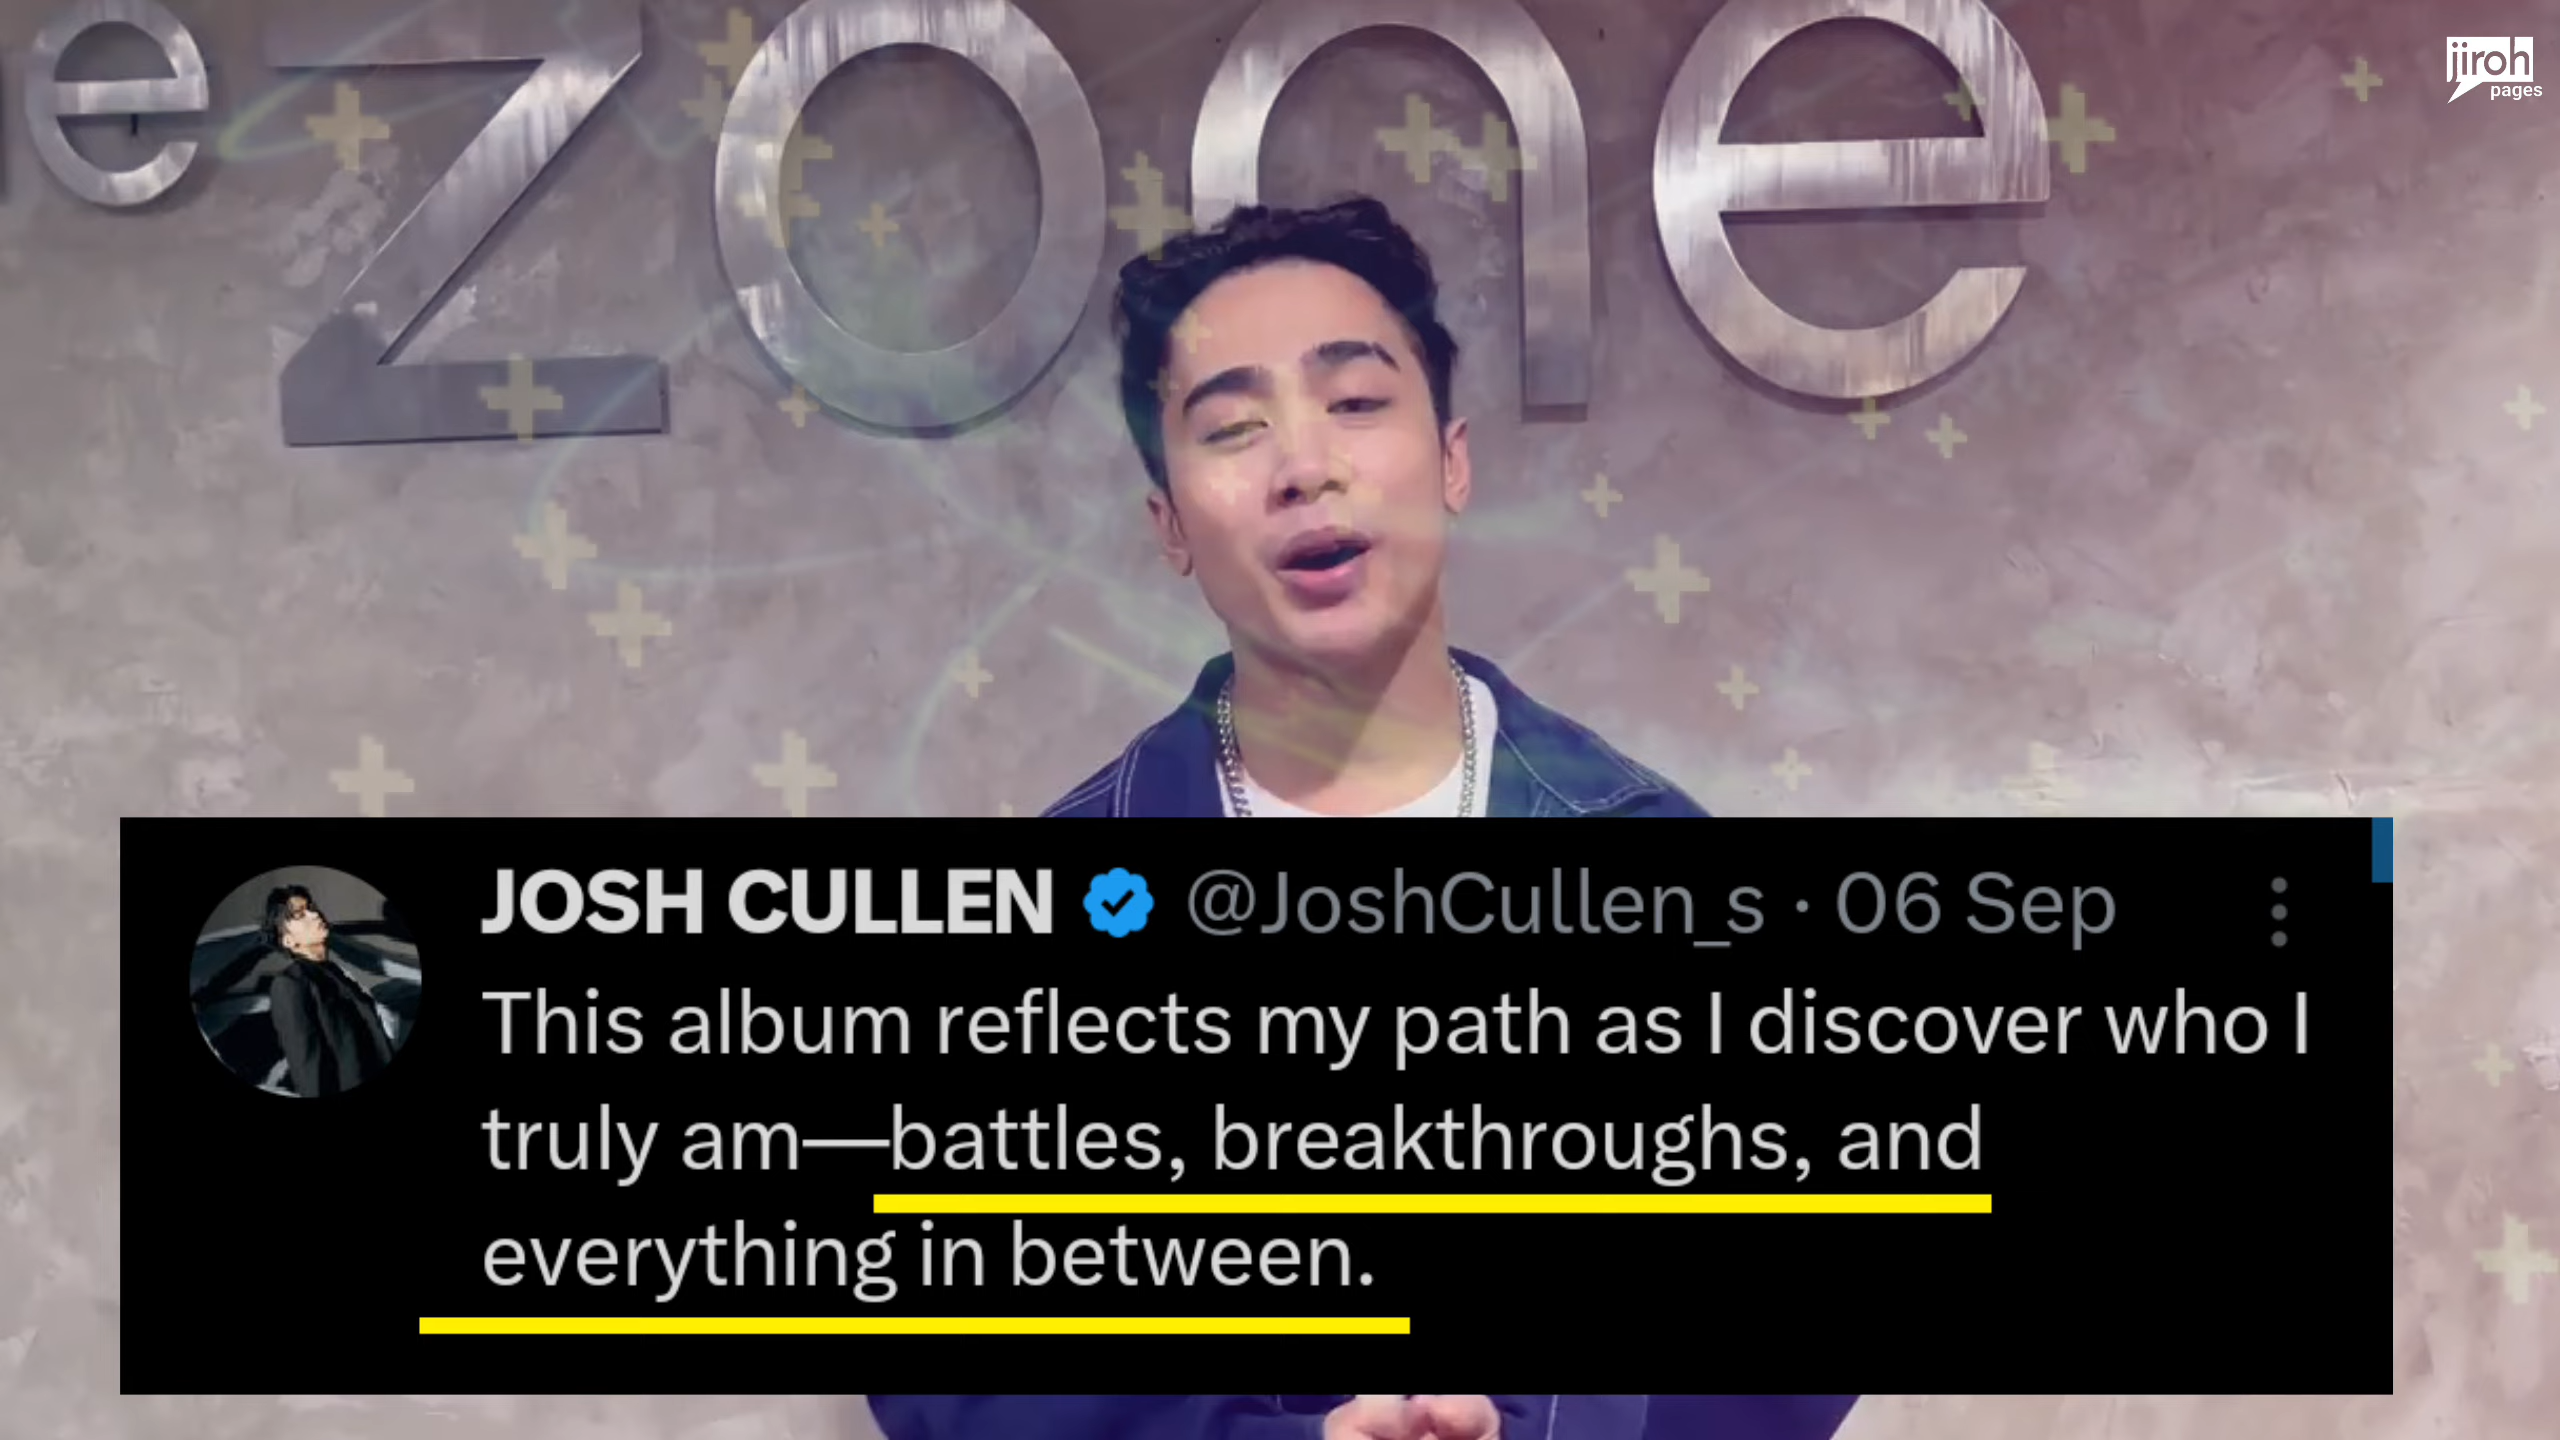 e zone
jiroh
pages
JOSH CULLEN @JoshCullen_s · 06 Sep
This album reflects my path as I discover who I
truly am—battles, breakthroughs, and
everything in between.